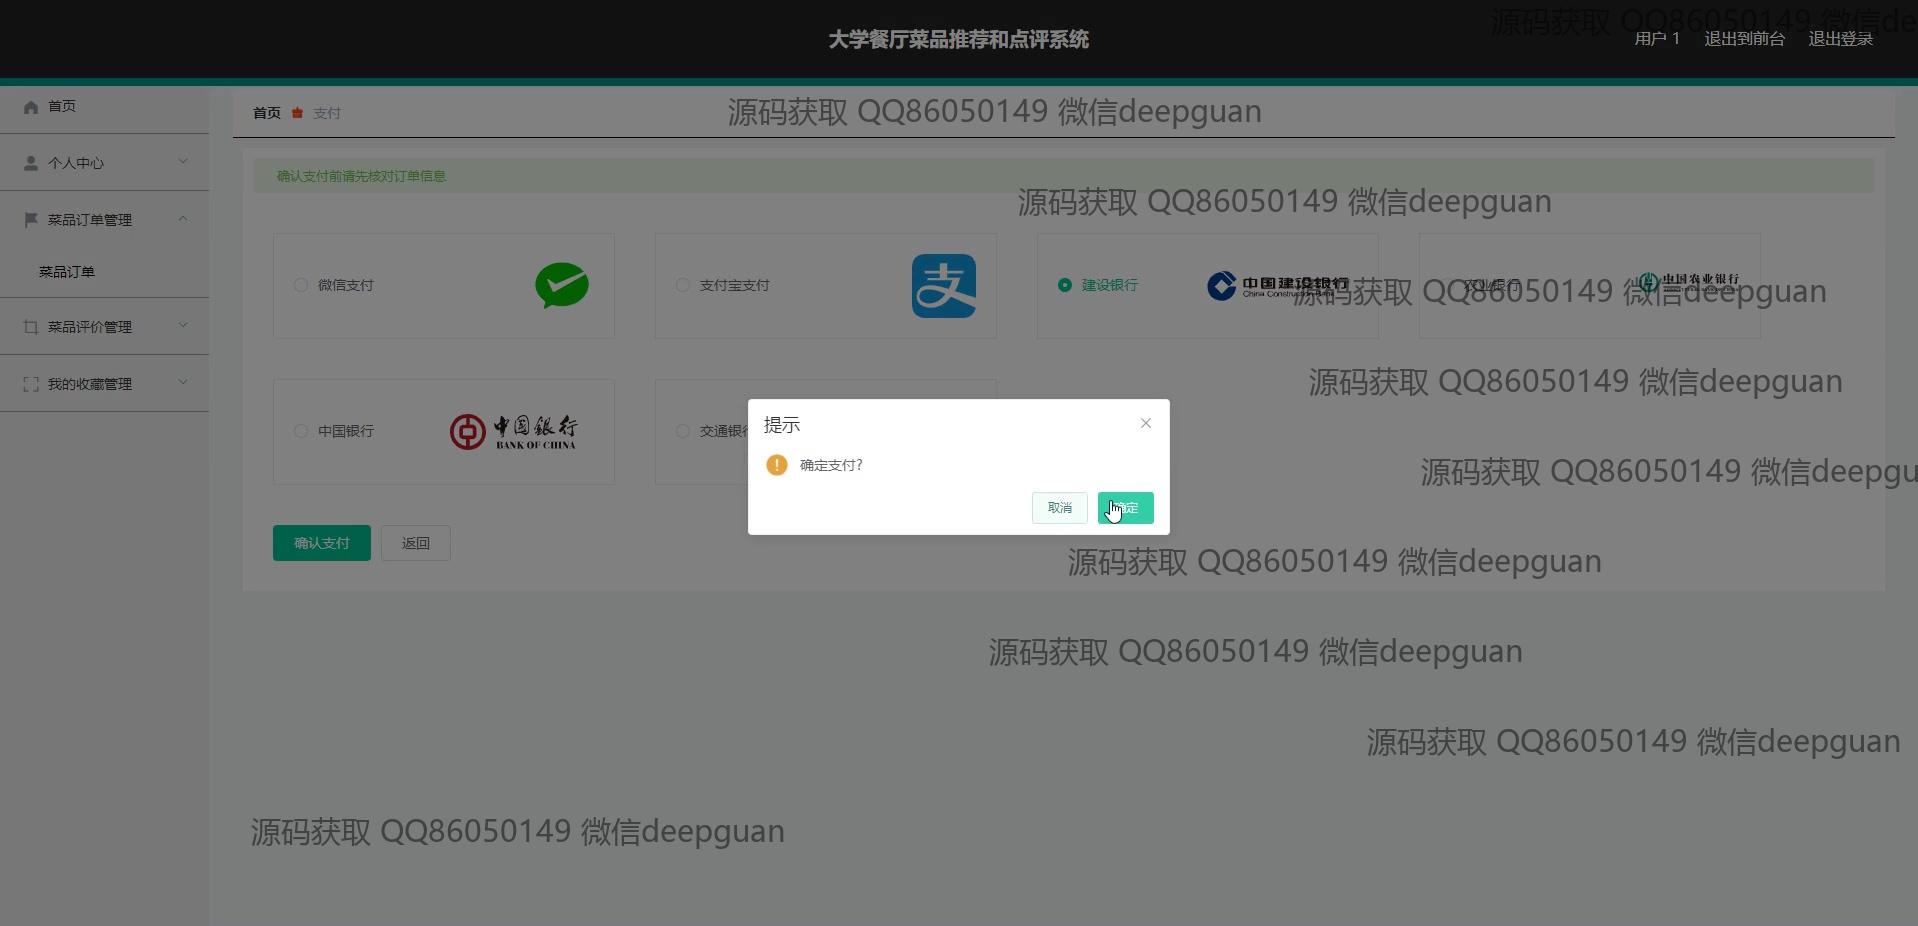 大学餐厅菜品推荐和点评系统
源码获取 QQ86050149 微信de
用户 1 退出到前台 退出登录
首页
个人中心
菜品订单管理
菜品订单
菜品评价管理
我的收藏管理
首页 支付
源码获取 QQ86050149 微信deepguan
确认支付前请先核对订单信息
源码获取 QQ86050149 微信deepguan
微信支付
支付宝支付
支
建设银行
中国建设银行
China Construction Bank
农业银行
中国农业银行
源码获取 QQ86050149 微信deepguan
源码获取 QQ86050149 微信deepguan
中国银行
中国銀行
BANK OF CHINA
交通银行
提示
确定支付?
取消
确定
源码获取 QQ86050149 微信deepgu
确认支付
返回
源码获取 QQ86050149 微信deepguan
源码获取 QQ86050149 微信deepguan
源码获取 QQ86050149 微信deepguan
源码获取 QQ86050149 微信deepguan